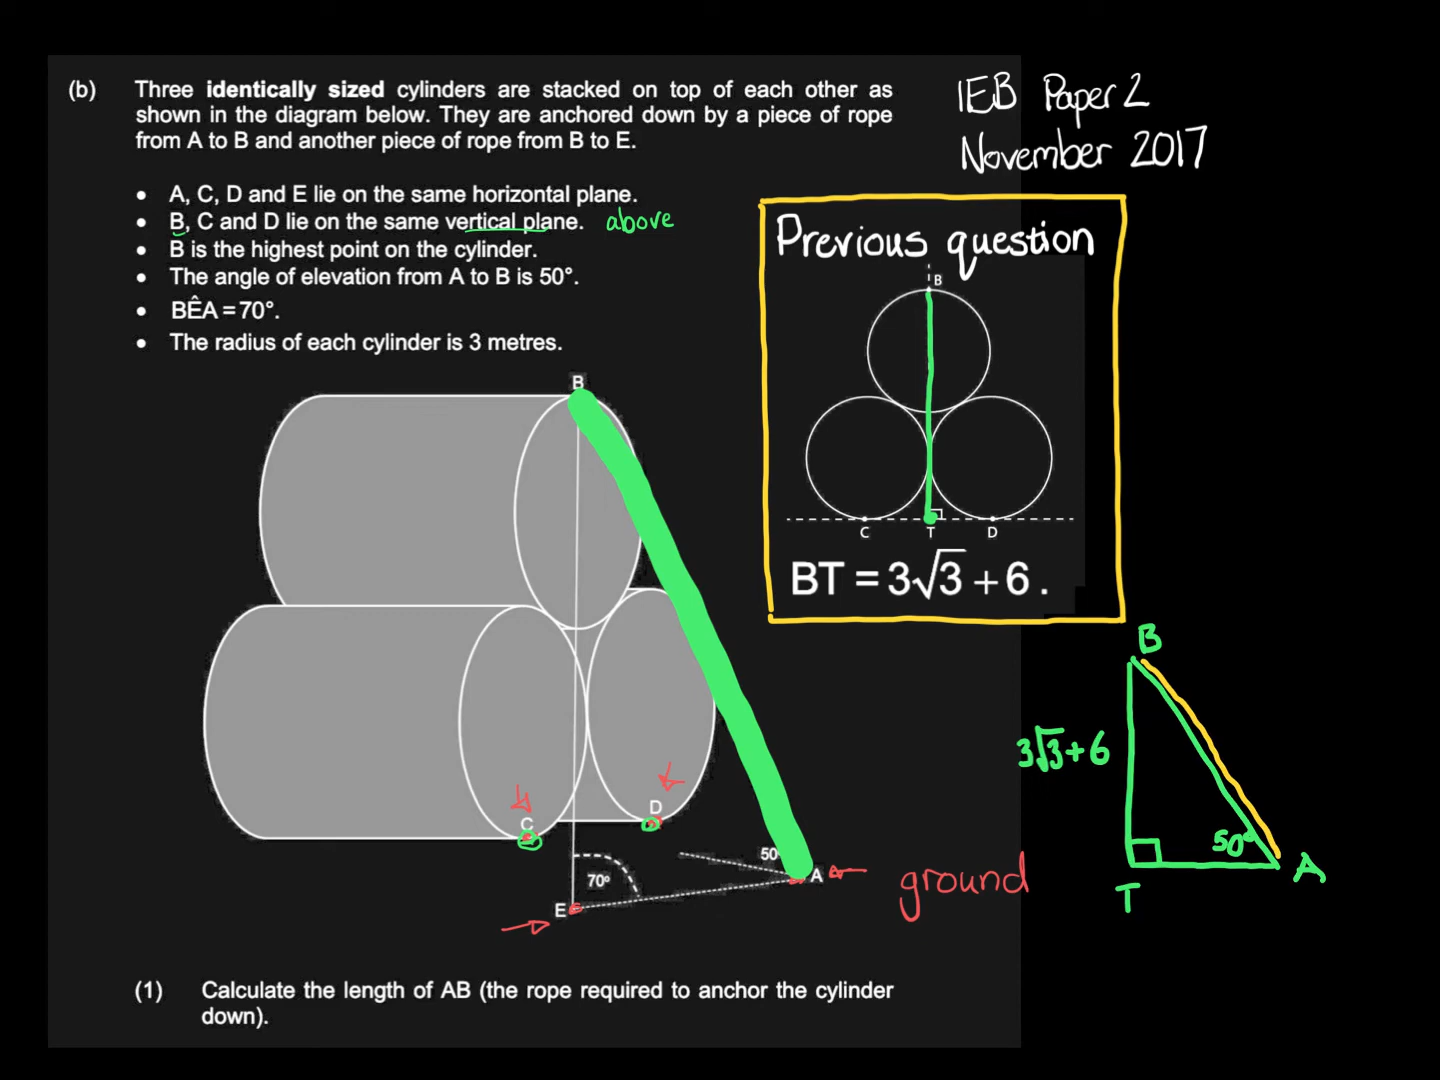 (b) Three identically sized cylinders are stacked on top of each other as
shown in the diagram below. They are anchored down by a piece of rope
from A to B and another piece of rope from B to E.
• A, C, D and E lie on the same horizontal plane.
• B, C and D lie on the same vertical plane. above
• B is the highest point on the cylinder.
• The angle of elevation from A to B is 50°.
• BÊA = 70°.
• The radius of each cylinder is 3 metres.
IEB Paper 2
November 2017
Previous question
B
C T D
BT = 3√3 + 6 .
B
D
C
50
70°
A
E
ground
B
3√3 + 6
50°
A
T
(1) Calculate the length of AB (the rope required to anchor the cylinder
down).